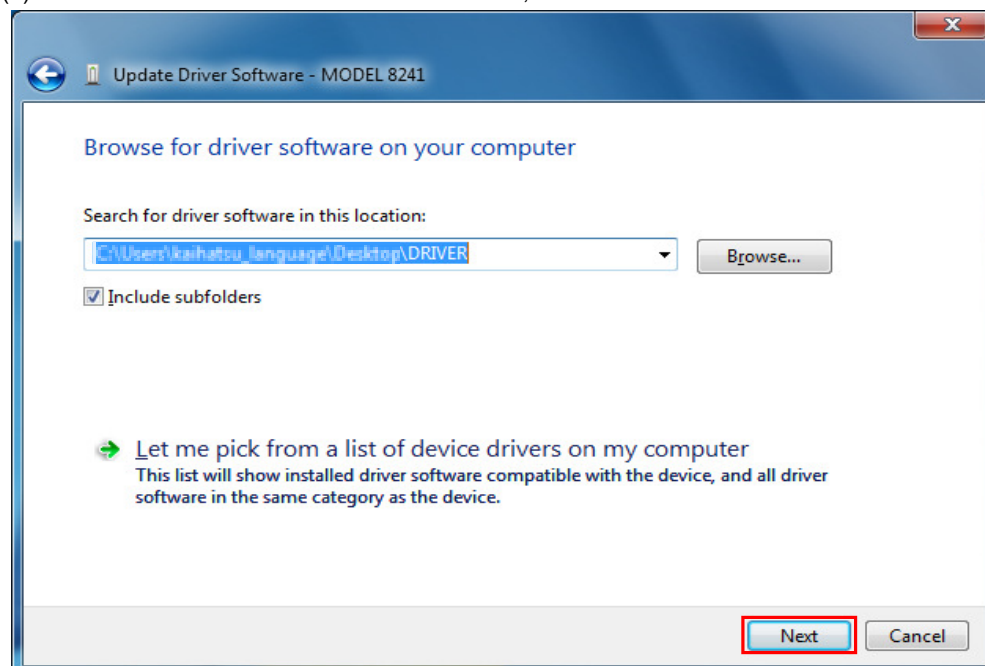 Update Driver Software - MODEL 8241
Browse for driver software on your computer
Search for driver software in this location:
C:\Users\kaihatsu_language\Desktop\DRIVER
Browse...
Include subfolders
Let me pick from a list of device drivers on my computer
This list will show installed driver software compatible with the device, and all driver
software in the same category as the device.
Next
Cancel